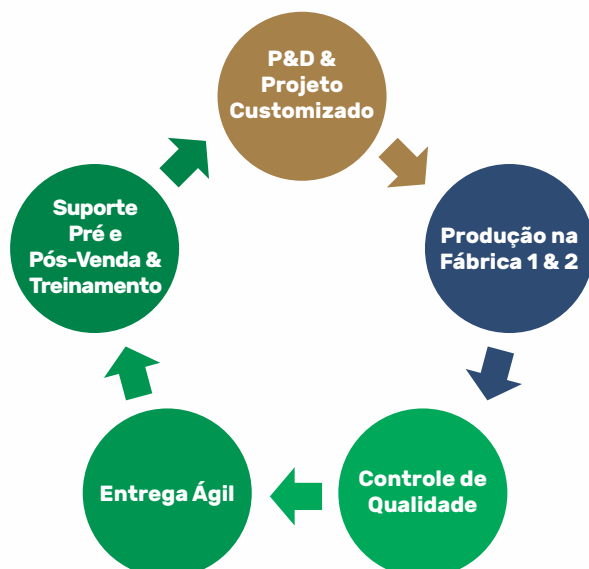 P&D &
Projeto
Customizado
Produção na
Fábrica 1 & 2
Controle de
Qualidade
Entrega Ágil
Suporte
Pré e
Pós-Venda &
Treinamento